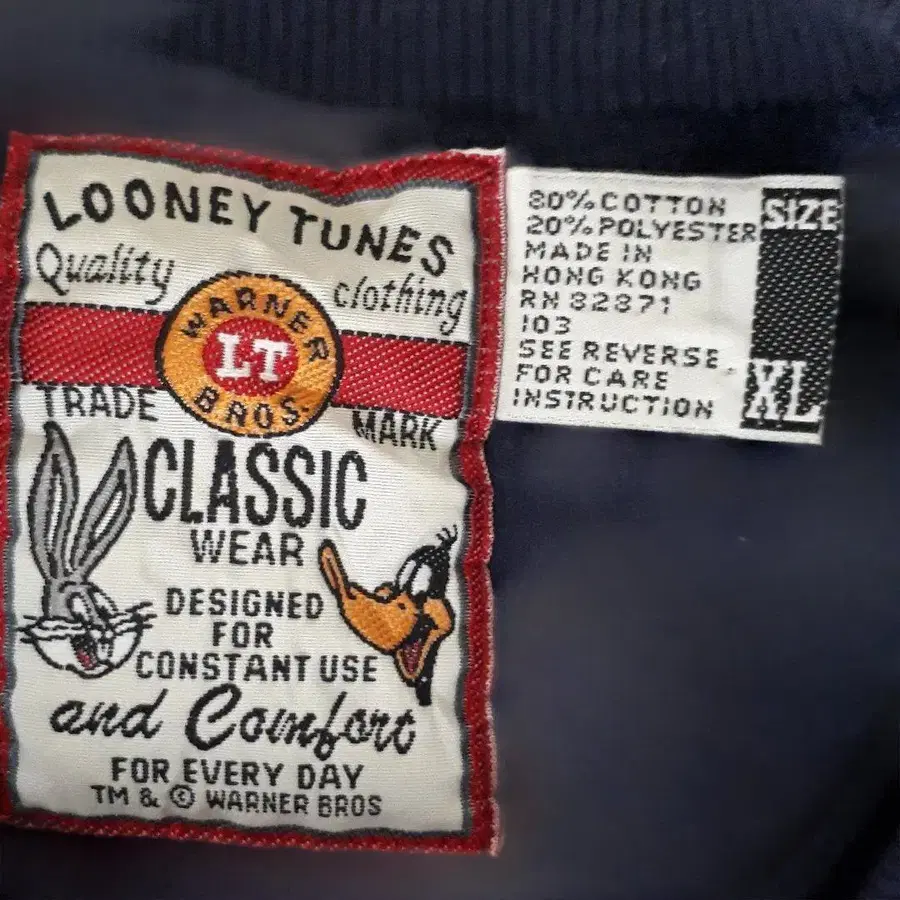 LOONEY TUNES
Quality clothing
WARNER
LT
BROS.
TRADE MARK
CLASSIC
WEAR
DESIGNED
FOR
CONSTANT USE
and Comfort
FOR EVERY DAY
TM & © WARNER BROS
80% COTTON
20% POLYESTER
MADE IN
HONG KONG
RN 82871
103
SEE REVERSE
FOR CARE
INSTRUCTION
SIZE
XL